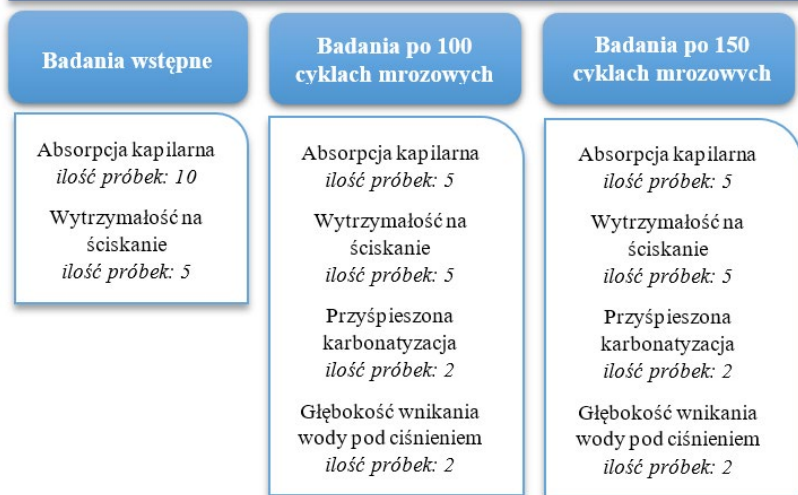 Badania wstępne
Absorpcja kapilarna
ilość próbek: 10
Wytrzymałość na
ściskanie
ilość próbek: 5
Badania po 100
cyklach mrozowych
Absorpcja kapilarna
ilość próbek: 5
Wytrzymałość na
ściskanie
ilość próbek: 5
Przyśpieszona
karbonatyzacja
ilość próbek: 2
Głębokość wnikania
wody pod ciśnieniem
ilość próbek: 2
Badania po 150
cyklach mrozowych
Absorpcja kapilarna
ilość próbek: 5
Wytrzymałość na
ściskanie
ilość próbek: 5
Przyśpieszona
karbonatyzacja
ilość próbek: 2
Głębokość wnikania
wody pod ciśnieniem
ilość próbek: 2